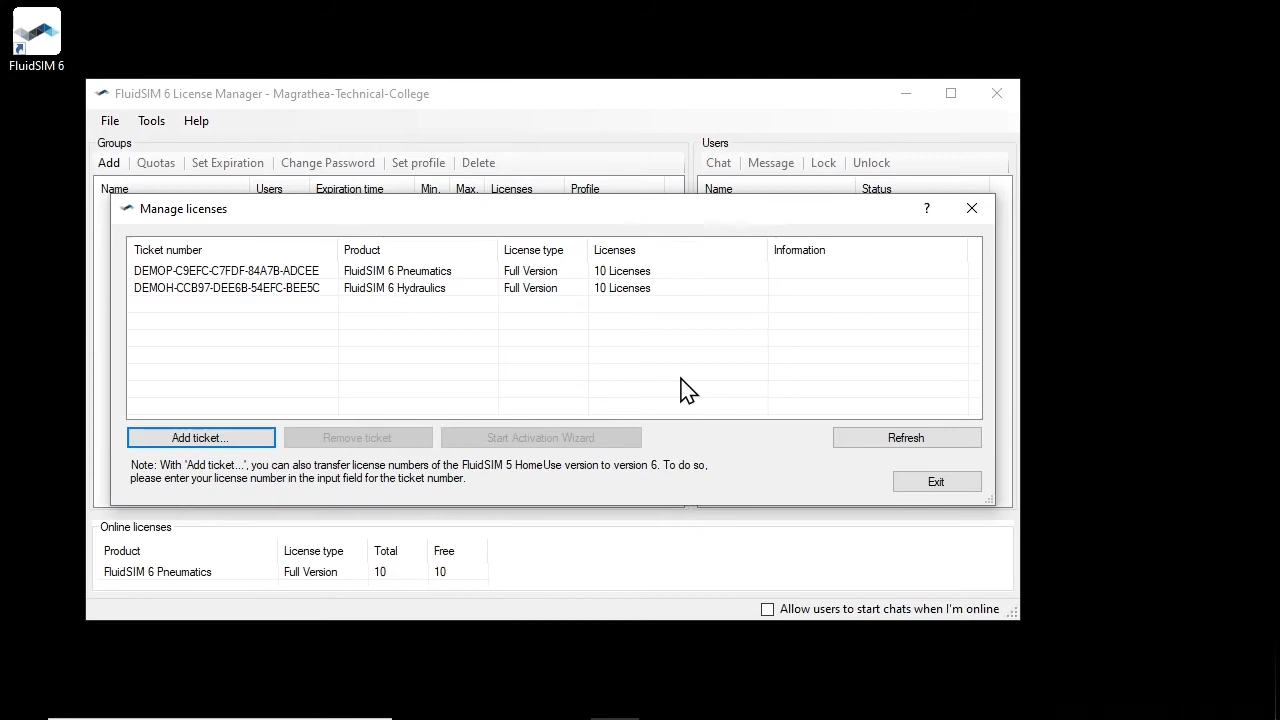 FluidSIM 6
FluidSIM 6 License Manager - Magrathea-Technical-College
File Tools Help
Groups Users
Add Quotas Set Expiration Change Password Set profile Delete Chat Message Lock Unlock
Name Users Expiration time Min. Max. Licenses Profile Name Status
Manage licenses ?
Ticket number Product License type Licenses Information
DEMOP-C9EFC-C7FDF-84A7B-ADCEE FluidSIM 6 Pneumatics Full Version 10 Licenses
DEMOH-CCB97-DEE6B-54EFC-BEE5C FluidSIM 6 Hydraulics Full Version 10 Licenses
Add ticket... Remove ticket Start Activation Wizard Refresh
Note: With 'Add ticket...', you can also transfer license numbers of the FluidSIM 5 HomeUse version to version 6. To do so,
please enter your license number in the input field for the ticket number.
Exit
Online licenses
Product License type Total Free
FluidSIM 6 Pneumatics Full Version 10 10
Allow users to start chats when I'm online